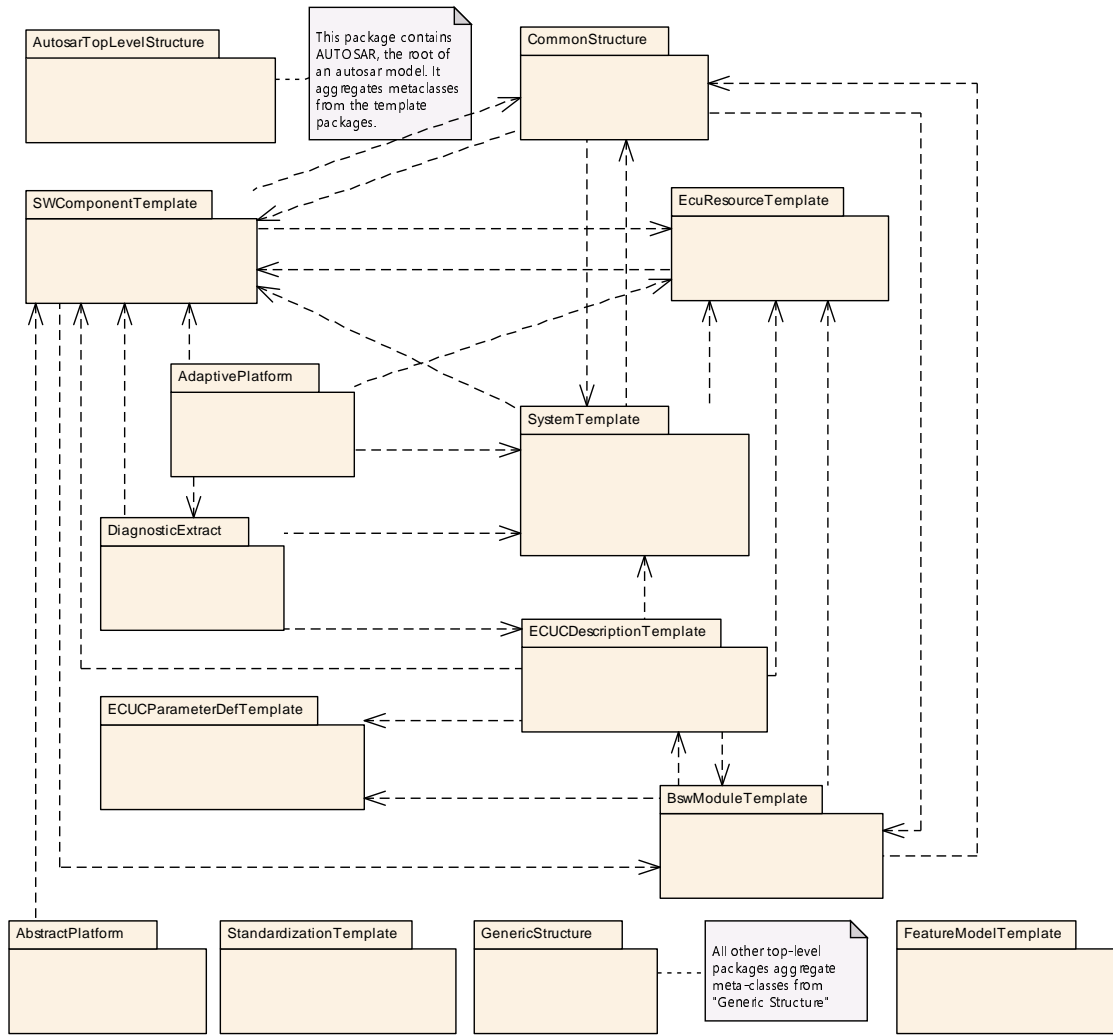 AutosarTopLevelStructure
This package contains
AUTOSAR, the root of
an autosar model. It
aggregates metaclasses
from the template
packages.
CommonStructure
SWComponentTemplate
EcuResourceTemplate
AdaptivePlatform
SystemTemplate
DiagnosticExtract
ECUCDescriptionTemplate
ECUCParameterDefTemplate
BswModuleTemplate
AbstractPlatform
StandardizationTemplate
GenericStructure
All other top-level
packages aggregate
meta-classes from
"Generic Structure"
FeatureModelTemplate